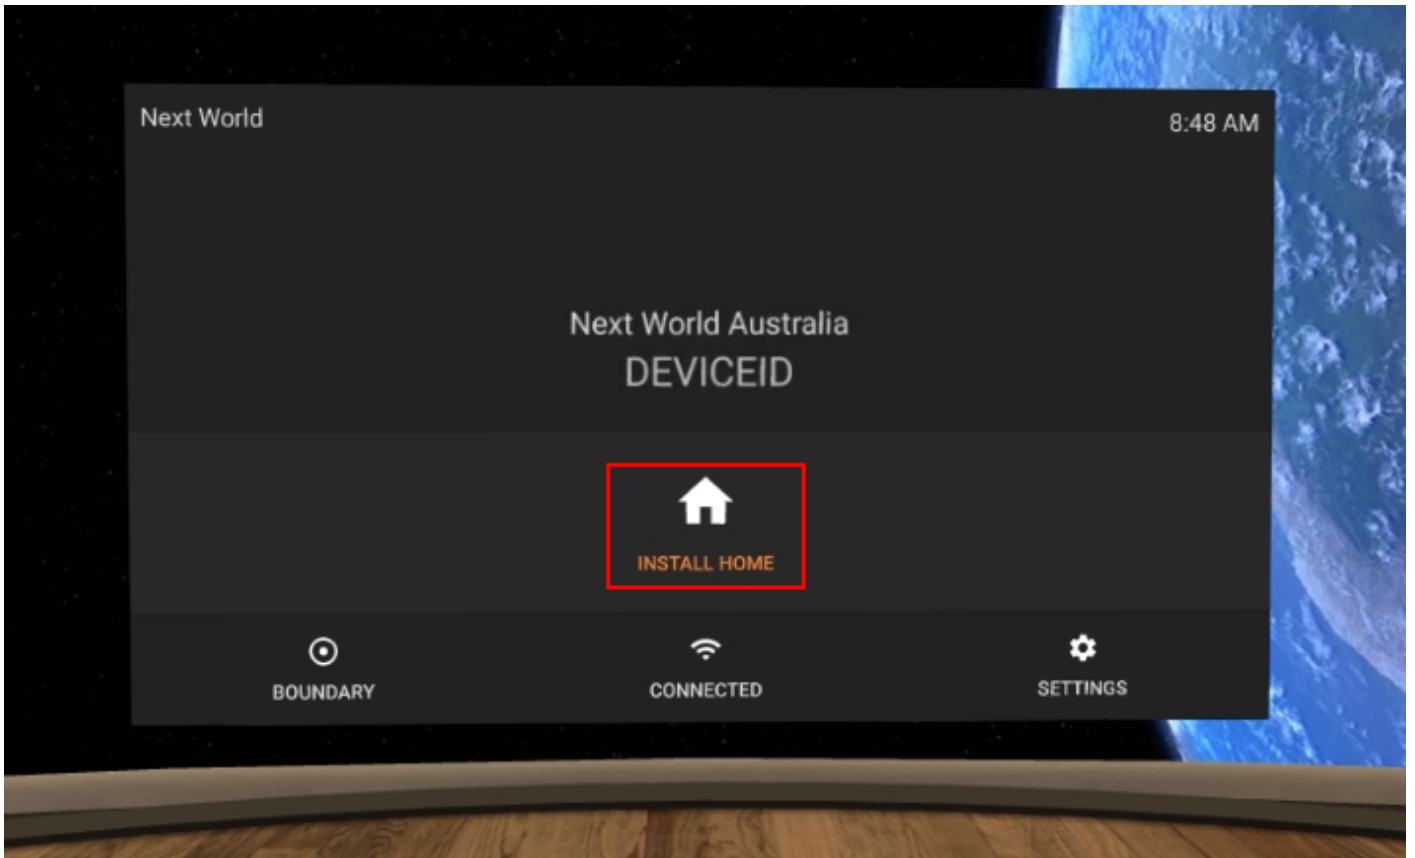 Next World
8:48 AM
Next World Australia
DEVICEID
INSTALL HOME
BOUNDARY
CONNECTED
SETTINGS